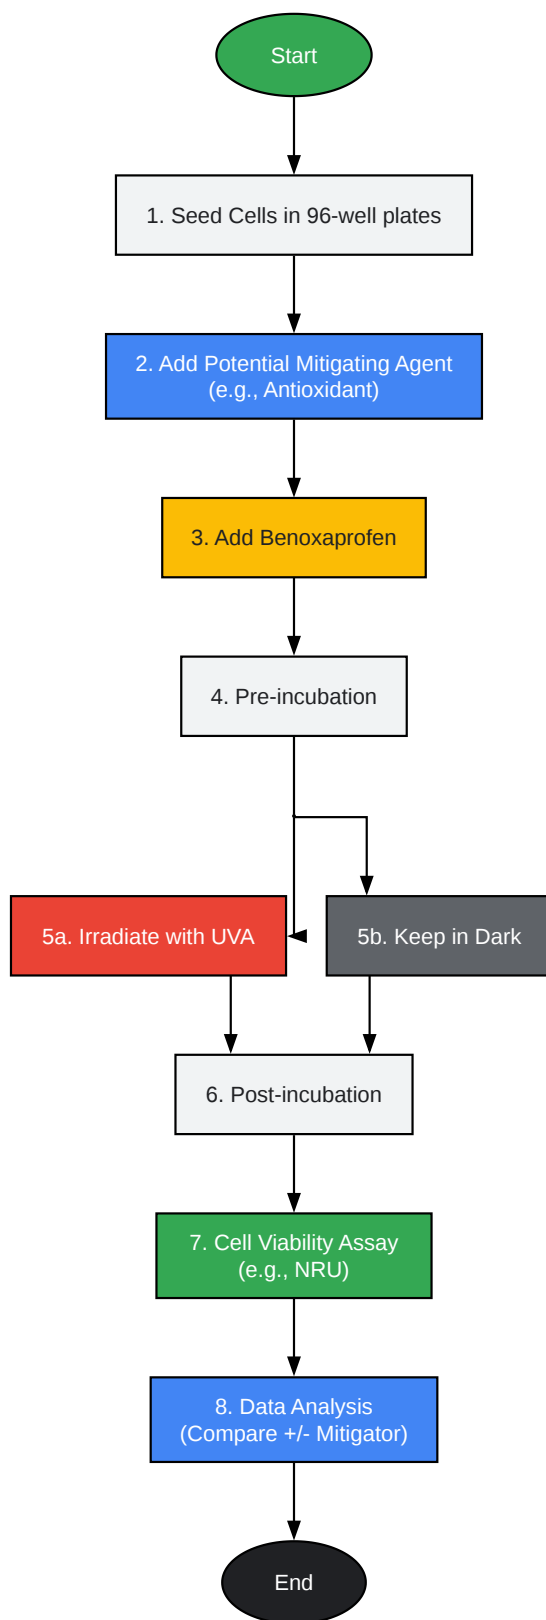 Start
1. Seed Cells in 96-well plates
2. Add Potential Mitigating Agent
(e.g., Antioxidant)
3. Add Benoxaprofen
4. Pre-incubation
5a. Irradiate with UVA
5b. Keep in Dark
6. Post-incubation
7. Cell Viability Assay
(e.g., NRU)
8. Data Analysis
(Compare +/- Mitigator)
End